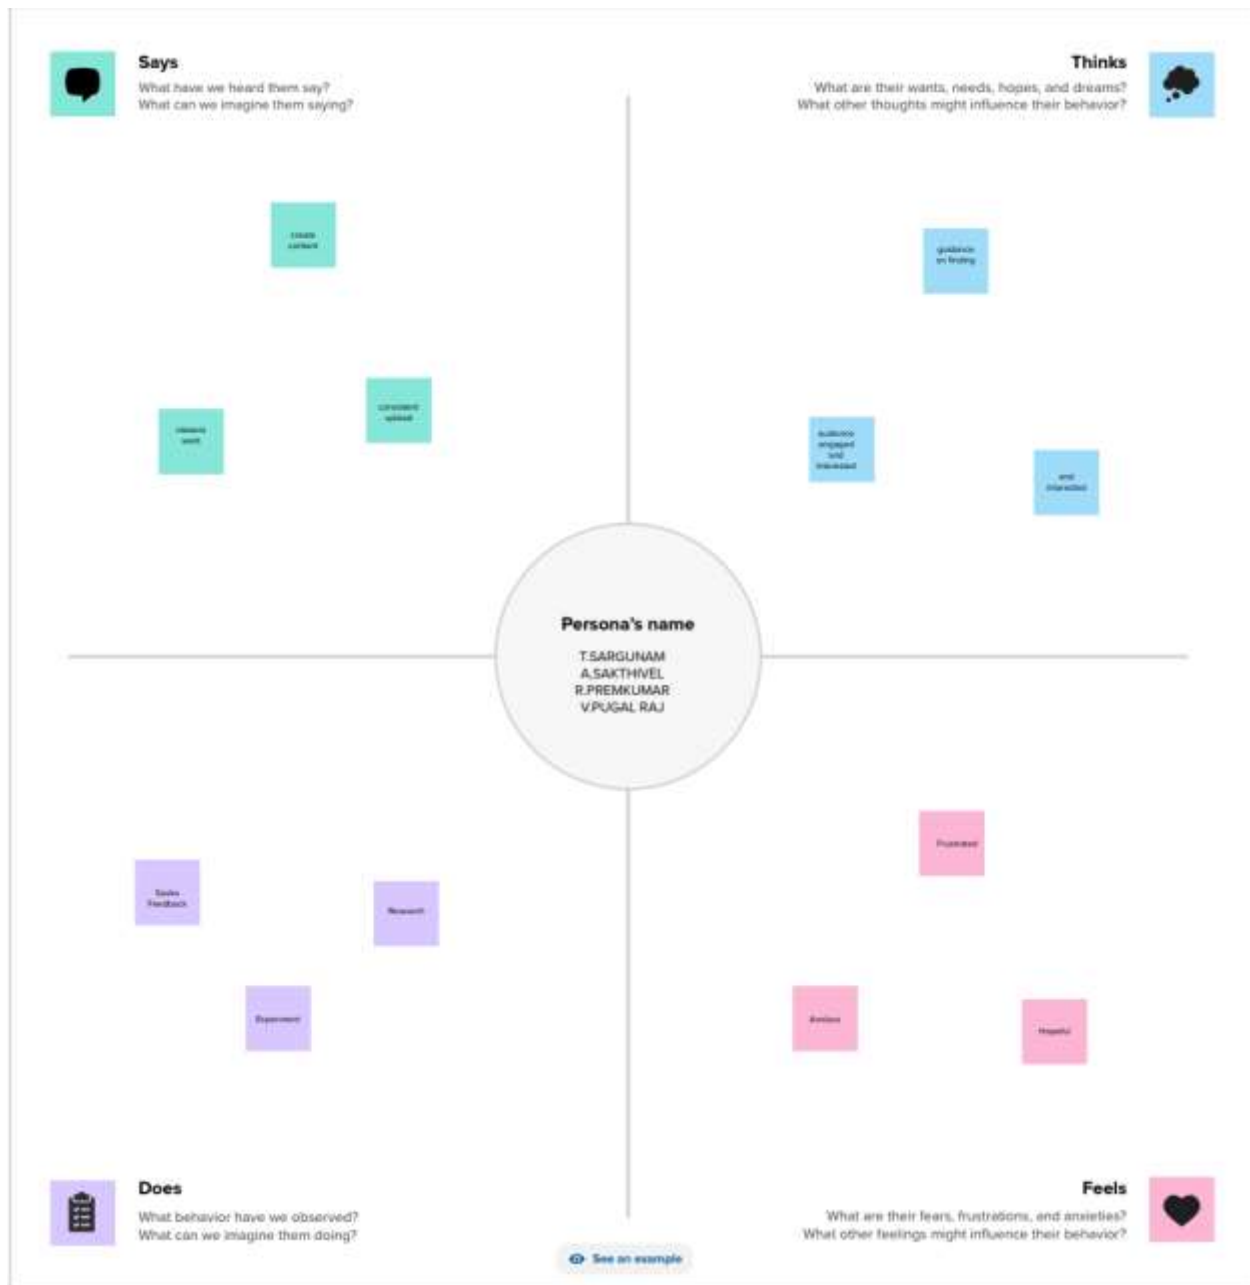 Says
What have we heard them say?
What can we imagine them saying?
Thinks
What are their wants, needs, hopes, and dreams?
What other thoughts might influence their behavior?
create
content
guidance
on finding
consistent
audience
engaged
and
interested
and
interested
Persona's name
T.SARGUNAM
A.SAKTHIVEL
R.PREMKUMAR
V.PUGAL RAJ
Frustrated
Seeks
Feedback
Research
Experiment
Anxious
Hopeful
Does
What behavior have we observed?
What can we imagine them doing?
Feels
What are their fears, frustrations, and anxieties?
What other feelings might influence their behavior?
See an example